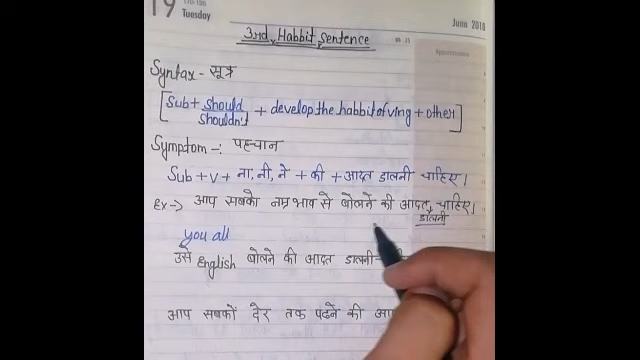 19
Tuesday
June 2018
3rd Habbit Sentence
Syntax - सूत्र
[Sub + should/shouldn't + develop the habbit of ving + other]
Symptom -: पहचान
Sub + v + ना, नी, ने + की + आदत डालनी चाहिए।
Ex -> आप सबको नम्र भाव से बोलने की आदत चाहिए।
डालनी
you all
उसे English बोलने की आदत डालनी
आप सबकों देर तक पढने की आ